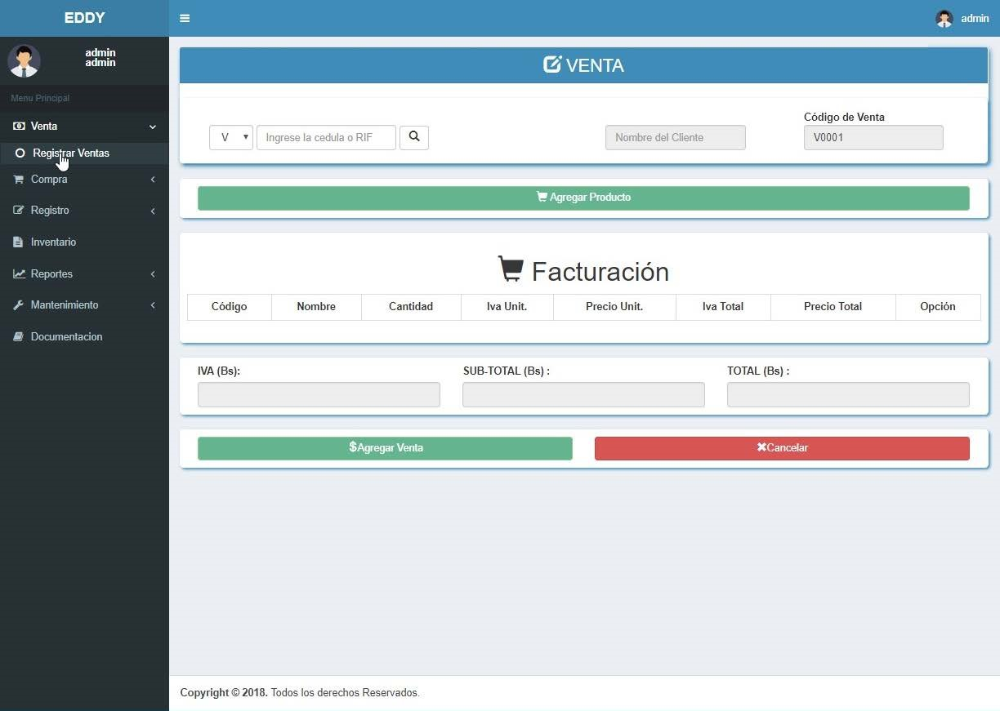 EDDY
admin
admin
admin
Menu Principal
Venta
Registrar Ventas
Compra
Registro
Inventario
Reportes
Mantenimiento
Documentacion
VENTA
Código de Venta
V Ingrese la cedula o RIF Nombre del Cliente V0001
Agregar Producto
Facturación
Código Nombre Cantidad Iva Unit. Precio Unit. Iva Total Precio Total Opción
IVA (Bs): SUB-TOTAL (Bs) : TOTAL (Bs) :
$Agregar Venta ✖Cancelar
Copyright © 2018. Todos los derechos Reservados.